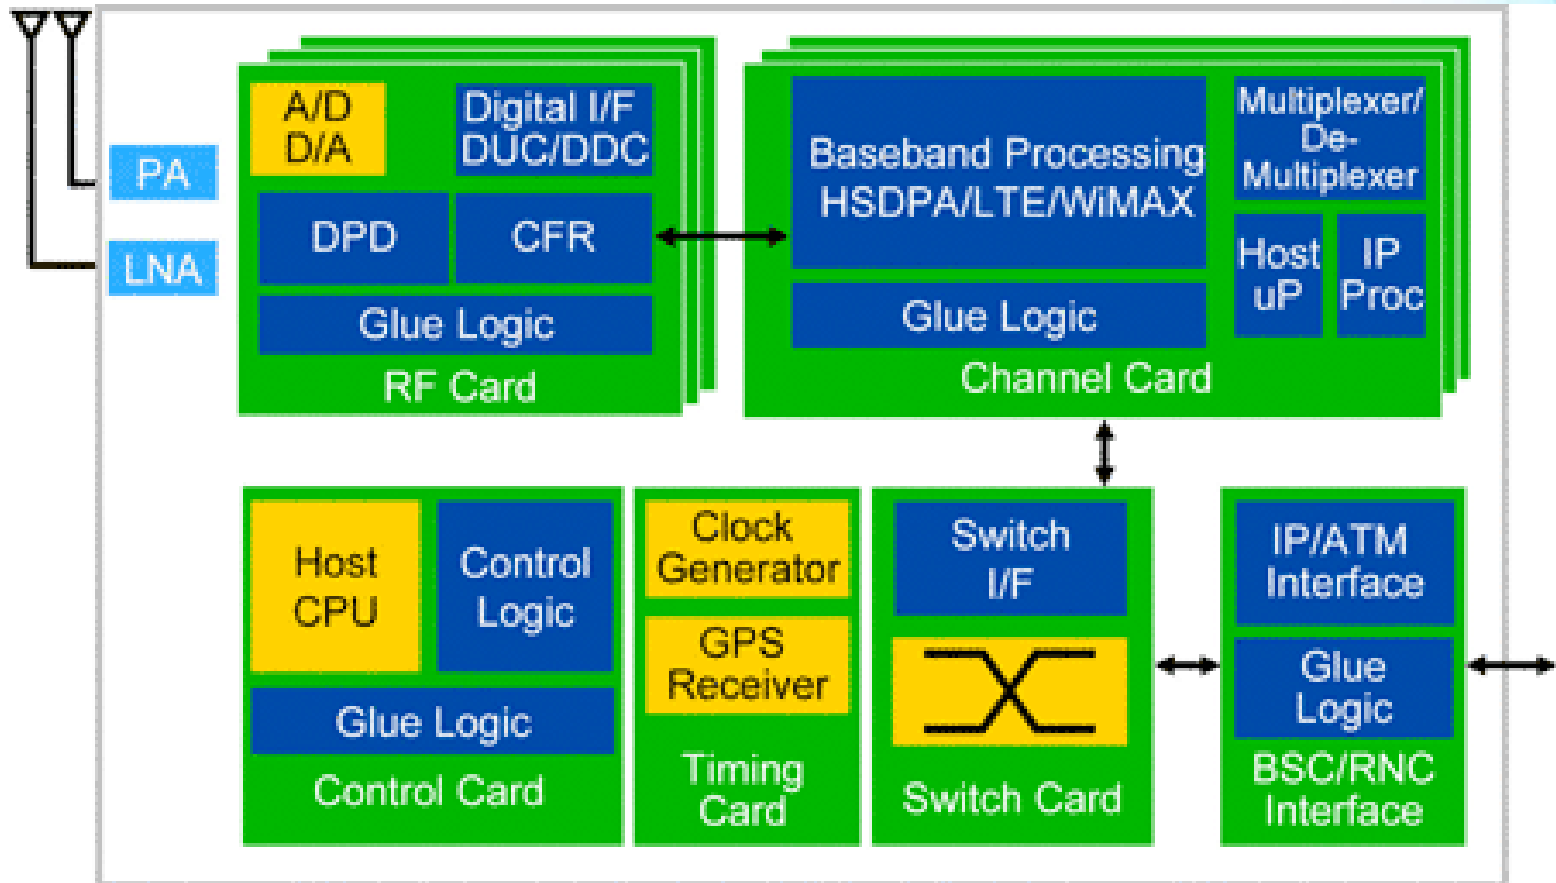 PA
LNA
A/D
D/A
Digital I/F
DUC/DDC
DPD
CFR
Glue Logic
RF Card
Baseband Processing
HSDPA/LTE/WiMAX
Glue Logic
Multiplexer/
De-
Multiplexer
Host
uP
IP
Proc
Channel Card
Host
CPU
Control
Logic
Glue Logic
Control Card
Clock
Generator
GPS
Receiver
Timing
Card
Switch
I/F
Switch Card
IP/ATM
Interface
Glue
Logic
BSC/RNC
Interface